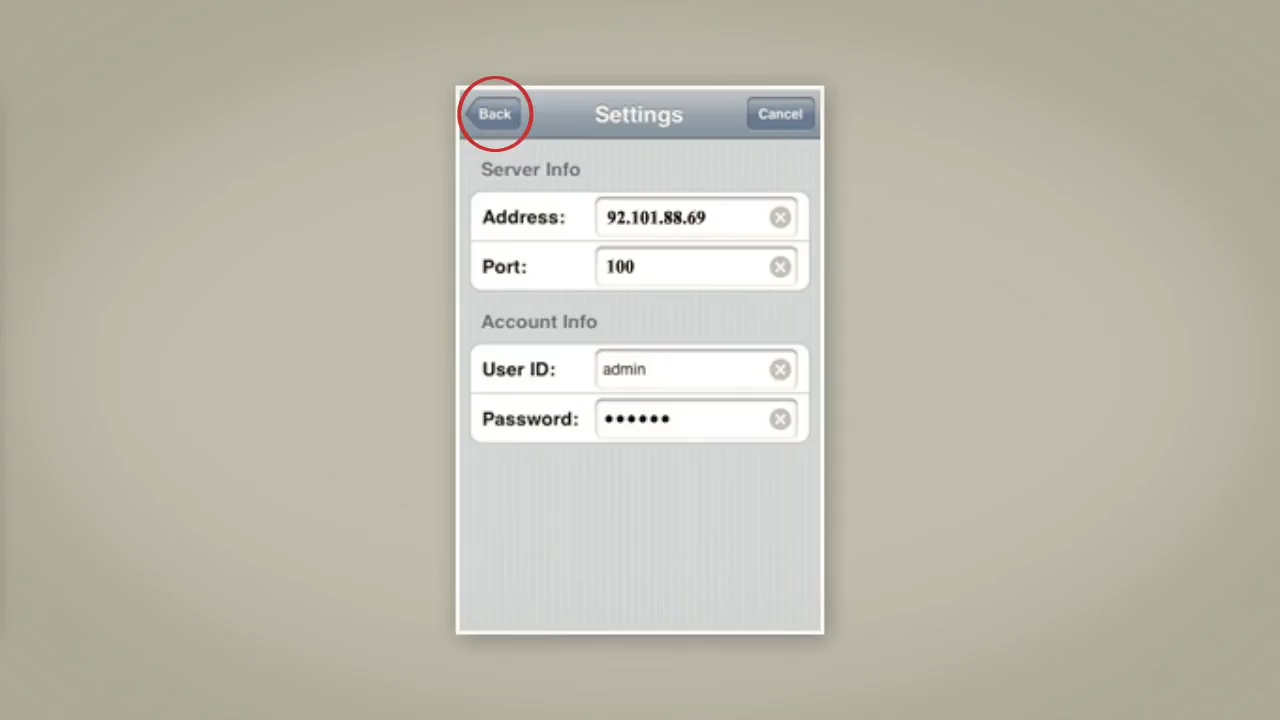 Back Settings Cancel
Server Info
Address: 92.101.88.69
Port: 100
Account Info
User ID: admin
Password: ••••••